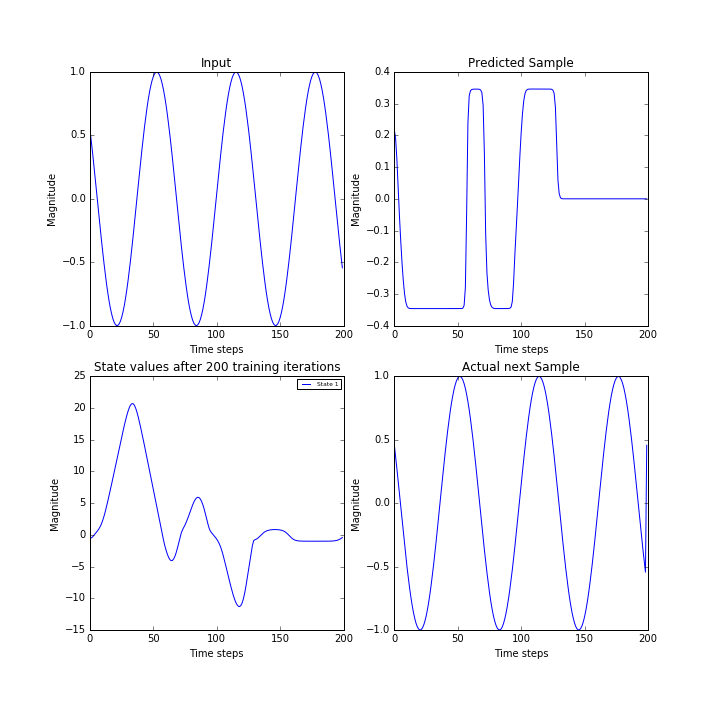 Input
Magnitude
1.0
0.5
0.0
−0.5
−1.0
0 50 100 150 200
Time steps
Predicted Sample
Magnitude
0.4
0.3
0.2
0.1
0.0
−0.1
−0.2
−0.3
−0.4
0 50 100 150 200
Time steps
State values after 200 training iterations
Magnitude
25
20
15
10
5
0
−5
−10
−15
State 1
0 50 100 150 200
Time steps
Actual next Sample
Magnitude
1.0
0.5
0.0
−0.5
−1.0
0 50 100 150 200
Time steps